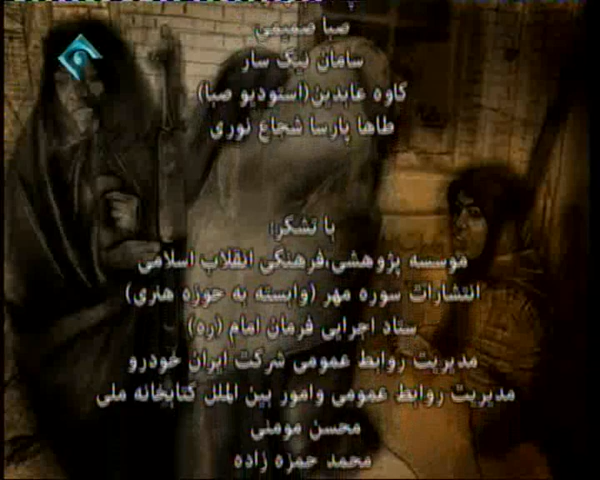 صبا صمیمی
سامان نیک سار
کاوه عابدین(استودیو صبا)
طاها پارسا شجاع نوری
با تشکر:
موسسه پژوهشی،فرهنگی انقلاب اسلامی
انتشارات سوره مهر (وابسته به حوزه هنری)
ستاد اجرایی فرمان امام (ره)
مدیریت روابط عمومی شرکت ایران خودرو
مدیریت روابط عمومی وامور بین الملل کتابخانه ملی
محسن مومنی
محمد حمزه زاده